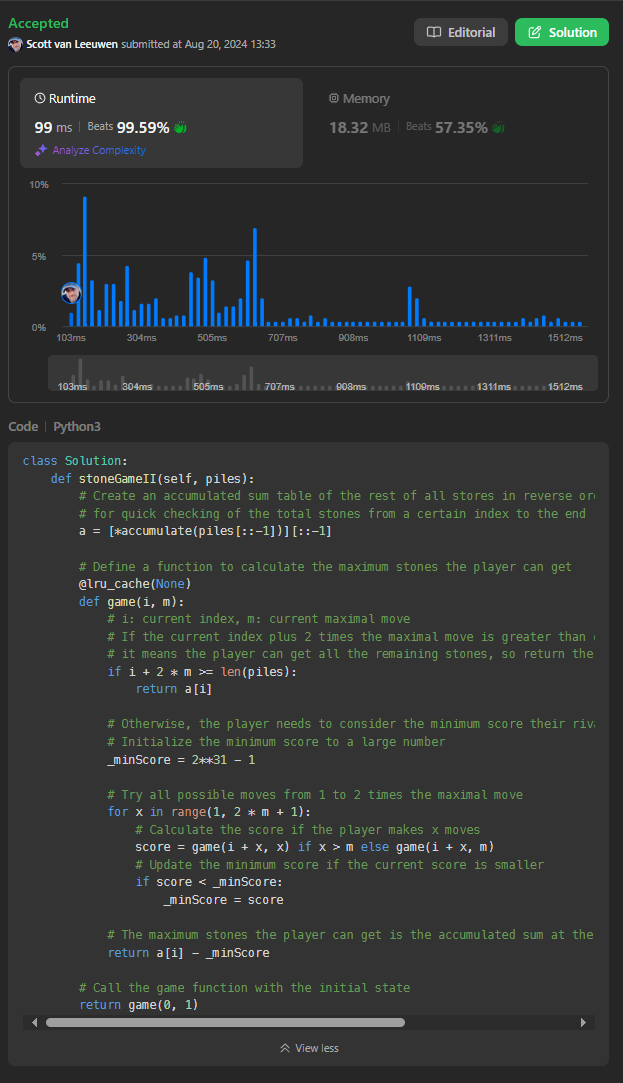 Accepted
Scott van Leeuwen submitted at Aug 20, 2024 13:33
Editorial
Solution
Runtime
99 ms | Beats 99.59%
Analyze Complexity
Memory
18.32 MB | Beats 57.35%
10%
5%
0%
103ms 304ms 505ms 707ms 908ms 1109ms 1311ms 1512ms
103ms 304ms 505ms 707ms 908ms 1109ms 1311ms 1512ms
Code | Python3
class Solution:
    def stoneGameII(self, piles):
        # Create an accumulated sum table of the rest of all stores in reverse or
        # for quick checking of the total stones from a certain index to the end
        a = [*accumulate(piles[::-1])][::-1]

        # Define a function to calculate the maximum stones the player can get
        @lru_cache(None)
        def game(i, m):
            # i: current index, m: current maximal move
            # If the current index plus 2 times the maximal move is greater than
            # it means the player can get all the remaining stones, so return the
            if i + 2 * m >= len(piles):
                return a[i]

            # Otherwise, the player needs to consider the minimum score their riv
            # Initialize the minimum score to a large number
            _minScore = 2**31 - 1

            # Try all possible moves from 1 to 2 times the maximal move
            for x in range(1, 2 * m + 1):
                # Calculate the score if the player makes x moves
                score = game(i + x, x) if x > m else game(i + x, m)
                # Update the minimum score if the current score is smaller
                if score < _minScore:
                    _minScore = score

            # The maximum stones the player can get is the accumulated sum at the
            return a[i] - _minScore

        # Call the game function with the initial state
        return game(0, 1)
View less